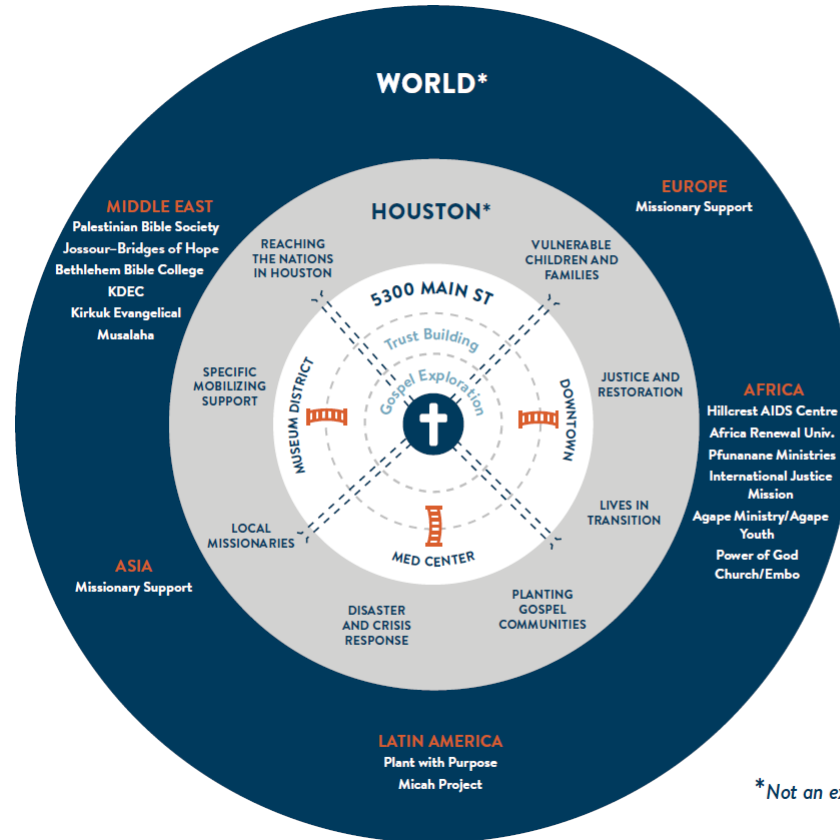 WORLD*
MIDDLE EAST
Palestinian Bible Society
Jossour–Bridges of Hope
Bethlehem Bible College
KDEC
Kirkuk Evangelical
Musalaha
EUROPE
Missionary Support
HOUSTON*
REACHING
THE NATIONS
IN HOUSTON
VULNERABLE
CHILDREN AND
FAMILIES
5300 MAIN ST
Trust Building
Gospel Exploration
MUSEUM DISTRICT
DOWNTOWN
MED CENTER
SPECIFIC
MOBILIZING
SUPPORT
JUSTICE AND
RESTORATION
LOCAL
MISSIONARIES
LIVES IN
TRANSITION
DISASTER
AND CRISIS
RESPONSE
PLANTING
GOSPEL
COMMUNITIES
AFRICA
Hillcrest AIDS Centre
Africa Renewal Univ.
Pfunanane Ministries
International Justice
Mission
Agape Ministry/Agape
Youth
Power of God
Church/Embo
ASIA
Missionary Support
LATIN AMERICA
Plant with Purpose
Micah Project
*Not an